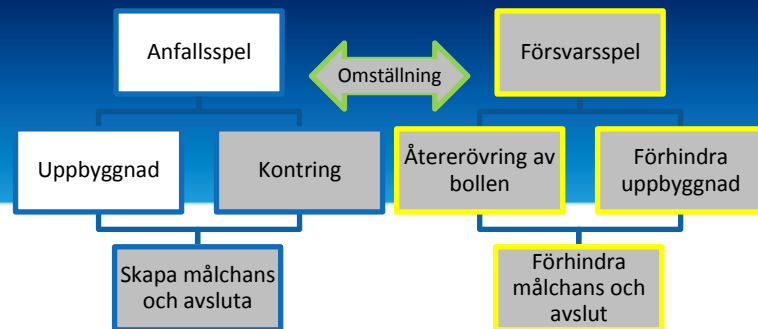 Anfallsspel
Omställning
Försvarsspel
Uppbyggnad
Kontring
Återerövring av
bollen
Förhindra
uppbyggnad
Skapa målchans
och avsluta
Förhindra
målchans och
avslut